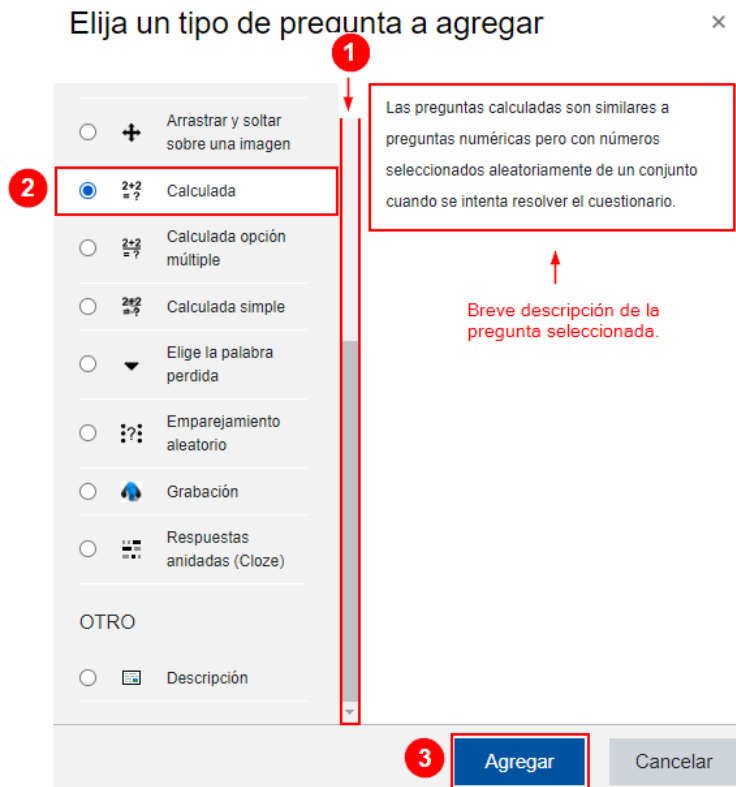 Elija un tipo de pregunta a agregar
×
1
Arrastrar y soltar
sobre una imagen
2
2+2
= ?
Calculada
2+2
= ?
Calculada opción
múltiple
2+2
= ?
Calculada simple
Elige la palabra
perdida
?
Emparejamiento
aleatorio
Grabación
Respuestas
anidadas (Cloze)
OTRO
Descripción
Las preguntas calculadas son similares a
preguntas numéricas pero con números
seleccionados aleatoriamente de un conjunto
cuando se intenta resolver el cuestionario.
Breve descripción de la
pregunta seleccionada.
3
Agregar
Cancelar